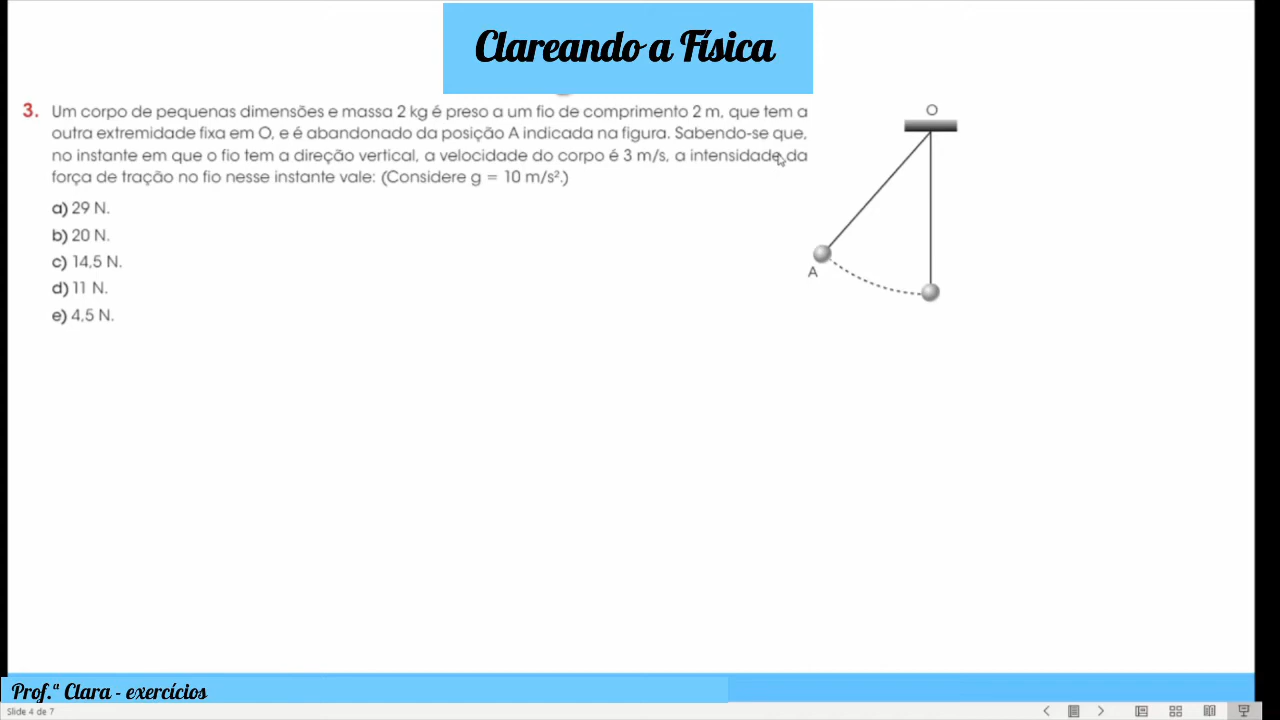 Clareando a Física
3. Um corpo de pequenas dimensões e massa 2 kg é preso a um fio de comprimento 2 m, que tem a
outra extremidade fixa em O, e é abandonado da posição A indicada na figura. Sabendo-se que,
no instante em que o fio tem a direção vertical, a velocidade do corpo é 3 m/s, a intensidade da
força de tração no fio nesse instante vale: (Considere g = 10 m/s².)
a) 29 N.
b) 20 N.
c) 14,5 N.
d) 11 N.
e) 4,5 N.
O
A
Prof.ª Clara - exercícios
Slide 4 de 7